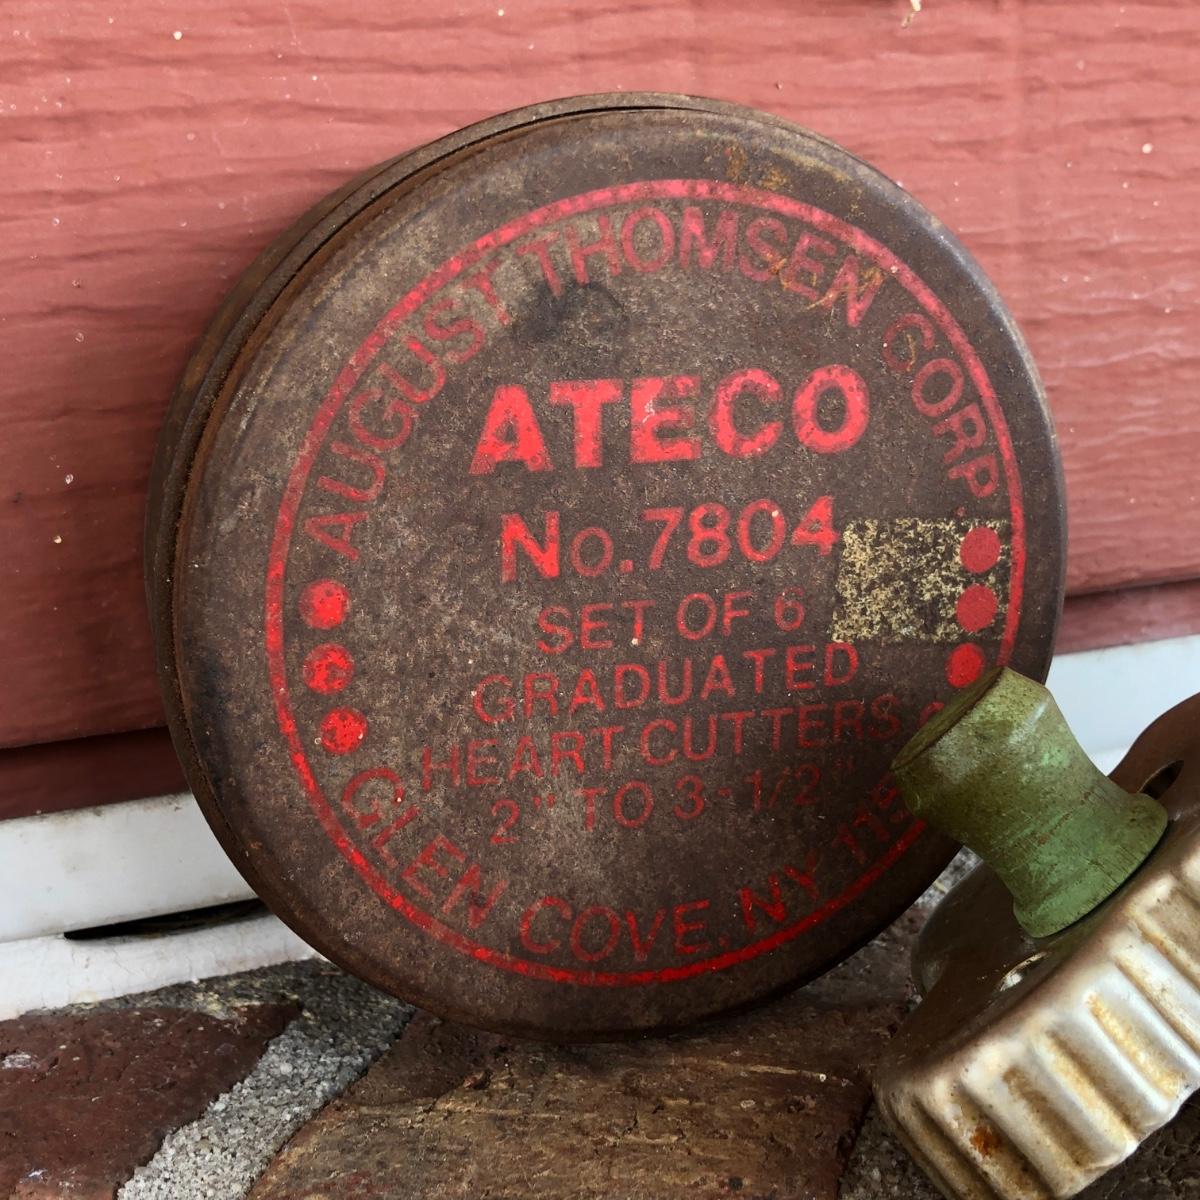 AUGUST THOMSEN CORP
ATECO
No. 7804
SET OF 6
GRADUATED
HEART CUTTERS
2" TO 3-1/2"
GLEN COVE, NY